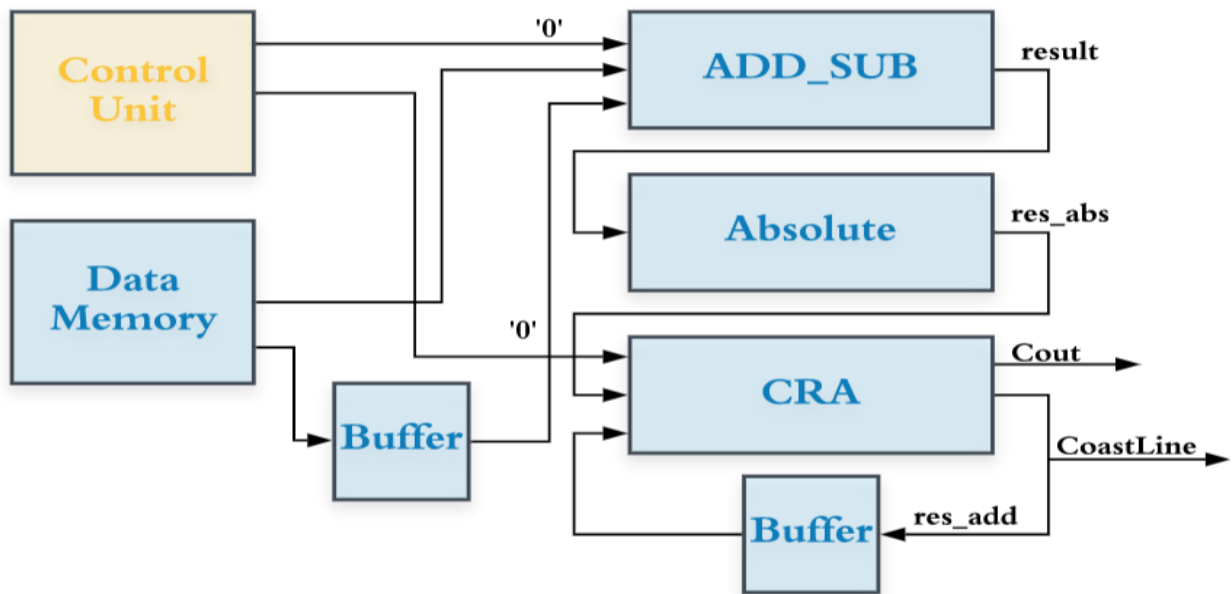 Control
Unit
'0'
ADD_SUB
result
Absolute
res_abs
Data
Memory
'0'
Buffer
CRA
Cout
CoastLine
Buffer
res_add